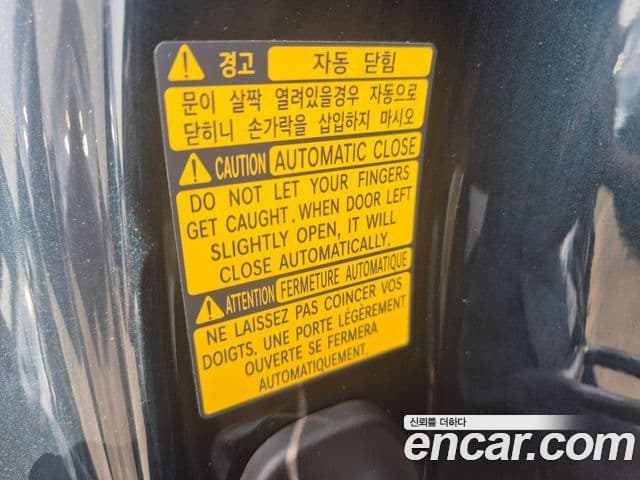 경고 자동 닫힘
문이 살짝 열려있을경우 자동으로
닫히니 손가락을 삽입하지 마시오
CAUTION AUTOMATIC CLOSE
DO NOT LET YOUR FINGERS
GET CAUGHT. WHEN DOOR LEFT
SLIGHTLY OPEN, IT WILL
CLOSE AUTOMATICALLY.
ATTENTION FERMETURE AUTOMATIQUE
NE LAISSEZ PAS COINCER VOS
DOIGTS, UNE PORTE LÉGÈREMENT
OUVERTE SE FERMERA
AUTOMATIQUEMENT.
신뢰를 더하다
encar.com